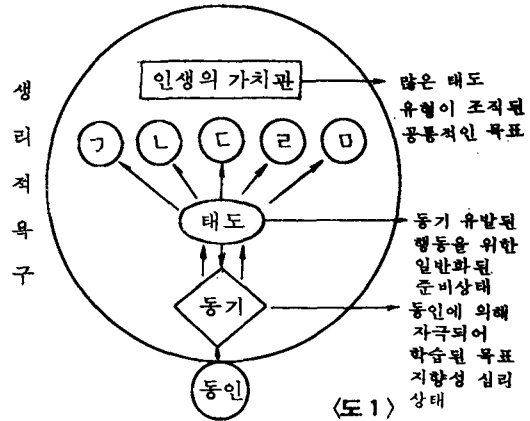 생
리
적
욕
구
인생의 가치관
많은 태도
유형이 조직된
공통적인 목표
ㄱ ㄴ ㄷ ㄹ ㅁ
태도
동기 유발된
행동을 위한
일반화된
준비상태
동기
동인에 의해
자극되어
학습된 목표
지향성 심리
상태
동인
〈도 1〉